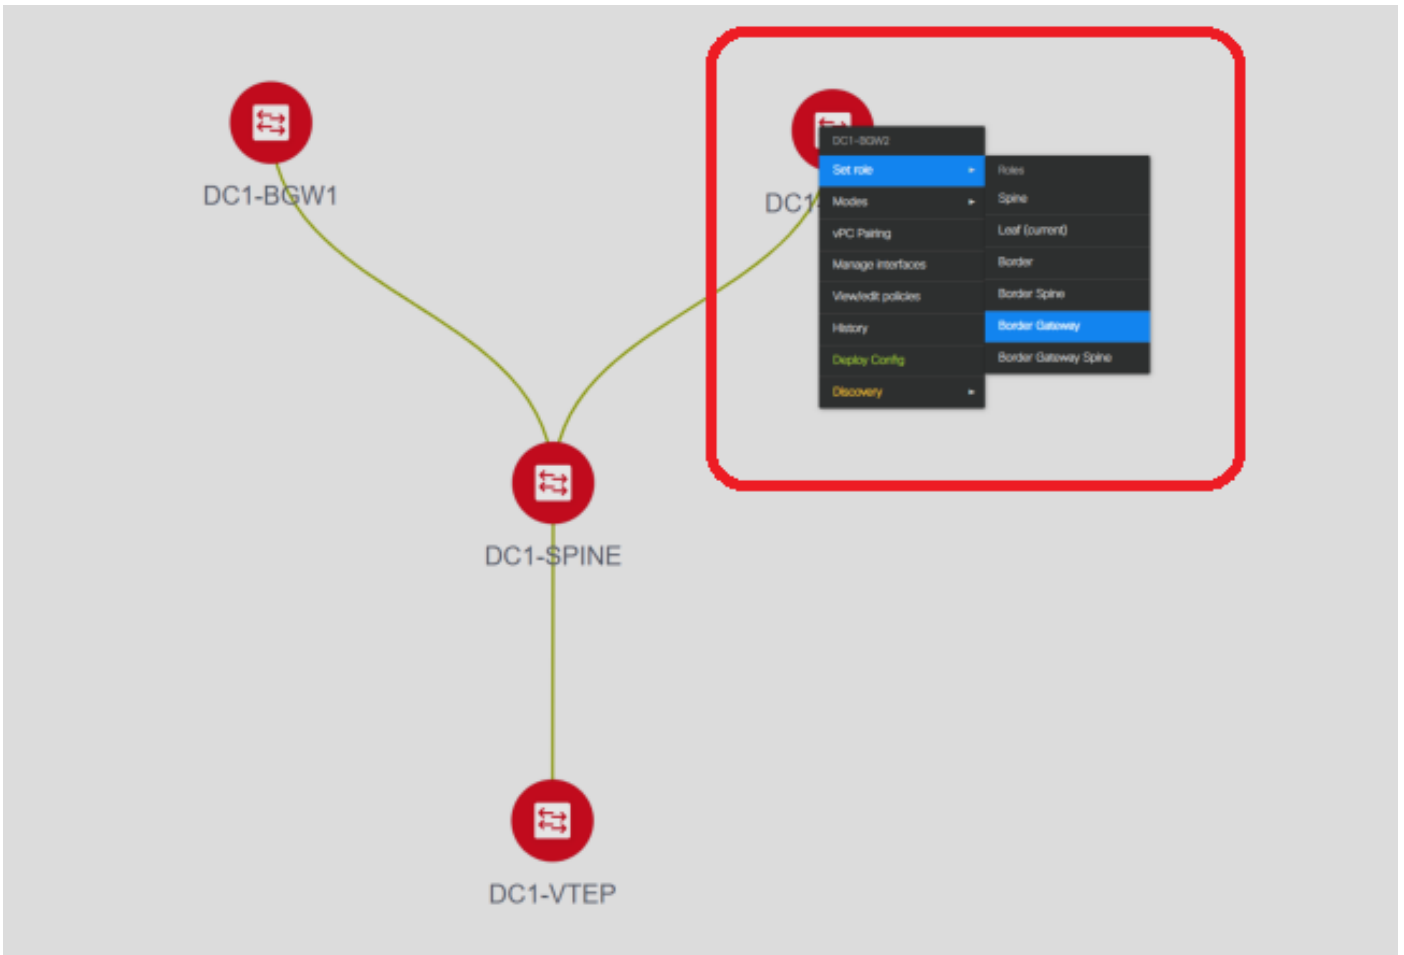 DC1-BGW1
DC1-
DC1-BGW2
Set role
Modes
vPC Pairing
Manage interfaces
View/edit policies
History
Deploy Config
Discovery
Roles
Spine
Leaf (current)
Border
Border Spine
Border Gateway
Border Gateway Spine
DC1-SPINE
DC1-VTEP